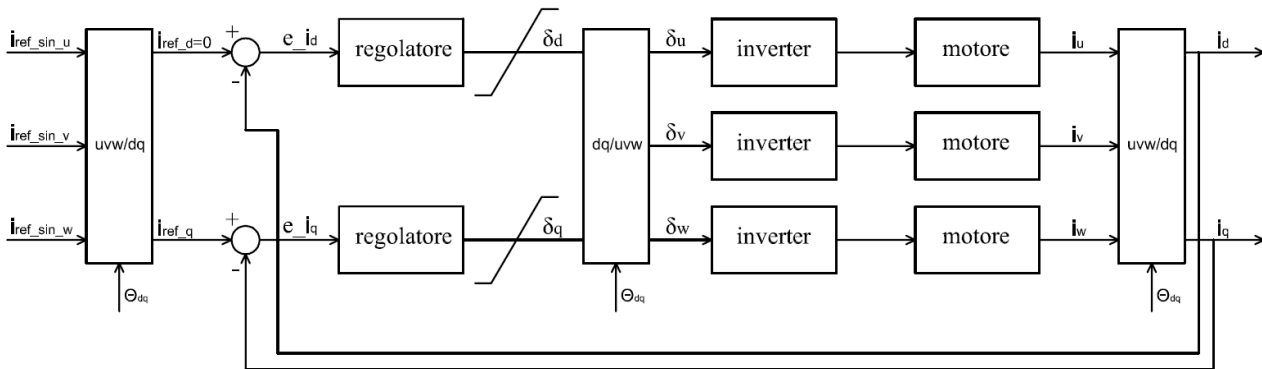 iref_sin_u
iref_d=0
+
-
e_id
regolatore
δd
δu
inverter
motore
iu
id
iref_sin_v
uvw/dq
dq/uvw
δv
inverter
motore
iv
uvw/dq
iref_sin_w
iref_q
+
-
e_iq
regolatore
δq
δw
inverter
motore
iw
iq
Θdq
Θdq
Θdq